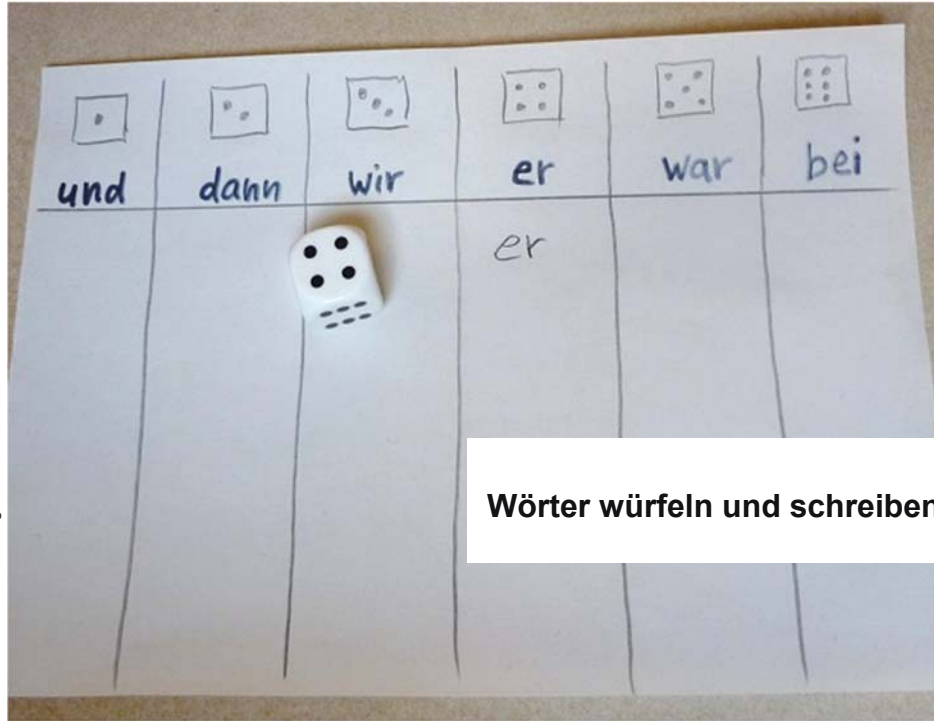 und dann wir er war bei
er
Wörter würfeln und schreiben